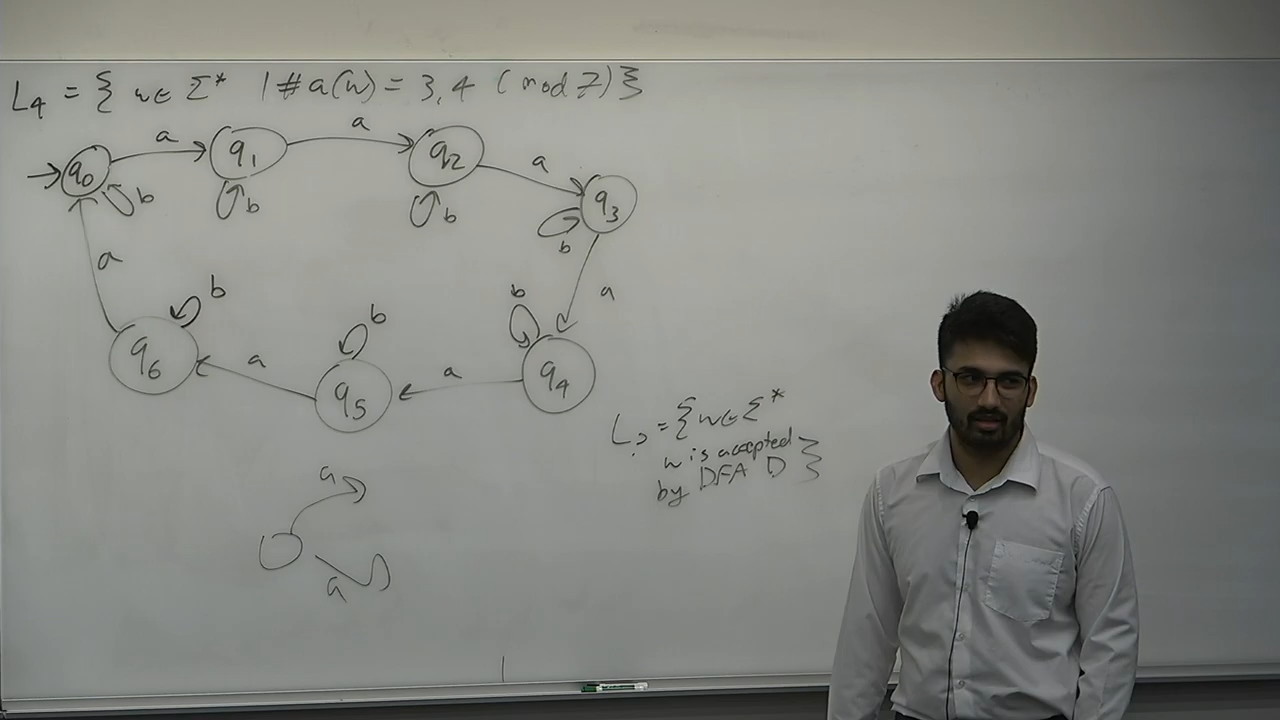 L4 = { w∈ Σ* | #a(w) = 3,4 (mod 7) }
a
a
q0
q1
q2
a
q3
b
b
b
b
a
b
b
b
a
q6
a
q5
a
q4
L? = { w∈Σ*
w is accepted
by DFA D }
a
a